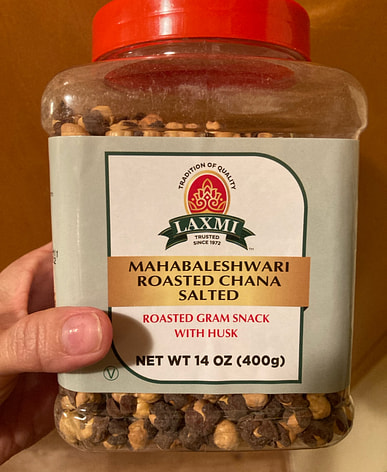 TRADITION OF QUALITY
LAXMI
TRUSTED
SINCE 1972
MAHABALESHWARI
ROASTED CHANA
SALTED
ROASTED GRAM SNACK
WITH HUSK
NET WT 14 OZ (400g)
V